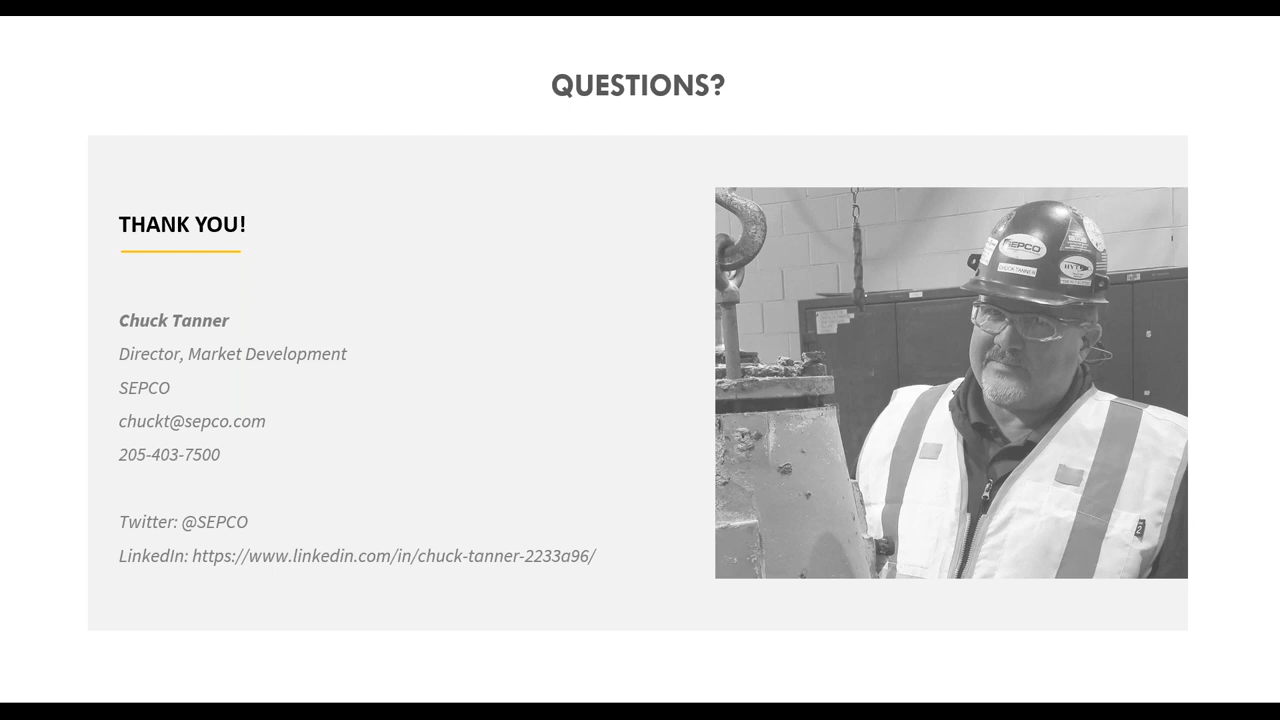 QUESTIONS?
THANK YOU!
Chuck Tanner
Director, Market Development
SEPCO
chuckt@sepco.com
205-403-7500
Twitter: @SEPCO
LinkedIn: https://www.linkedin.com/in/chuck-tanner-2233a96/
SEPCO
CHUCK TANNER